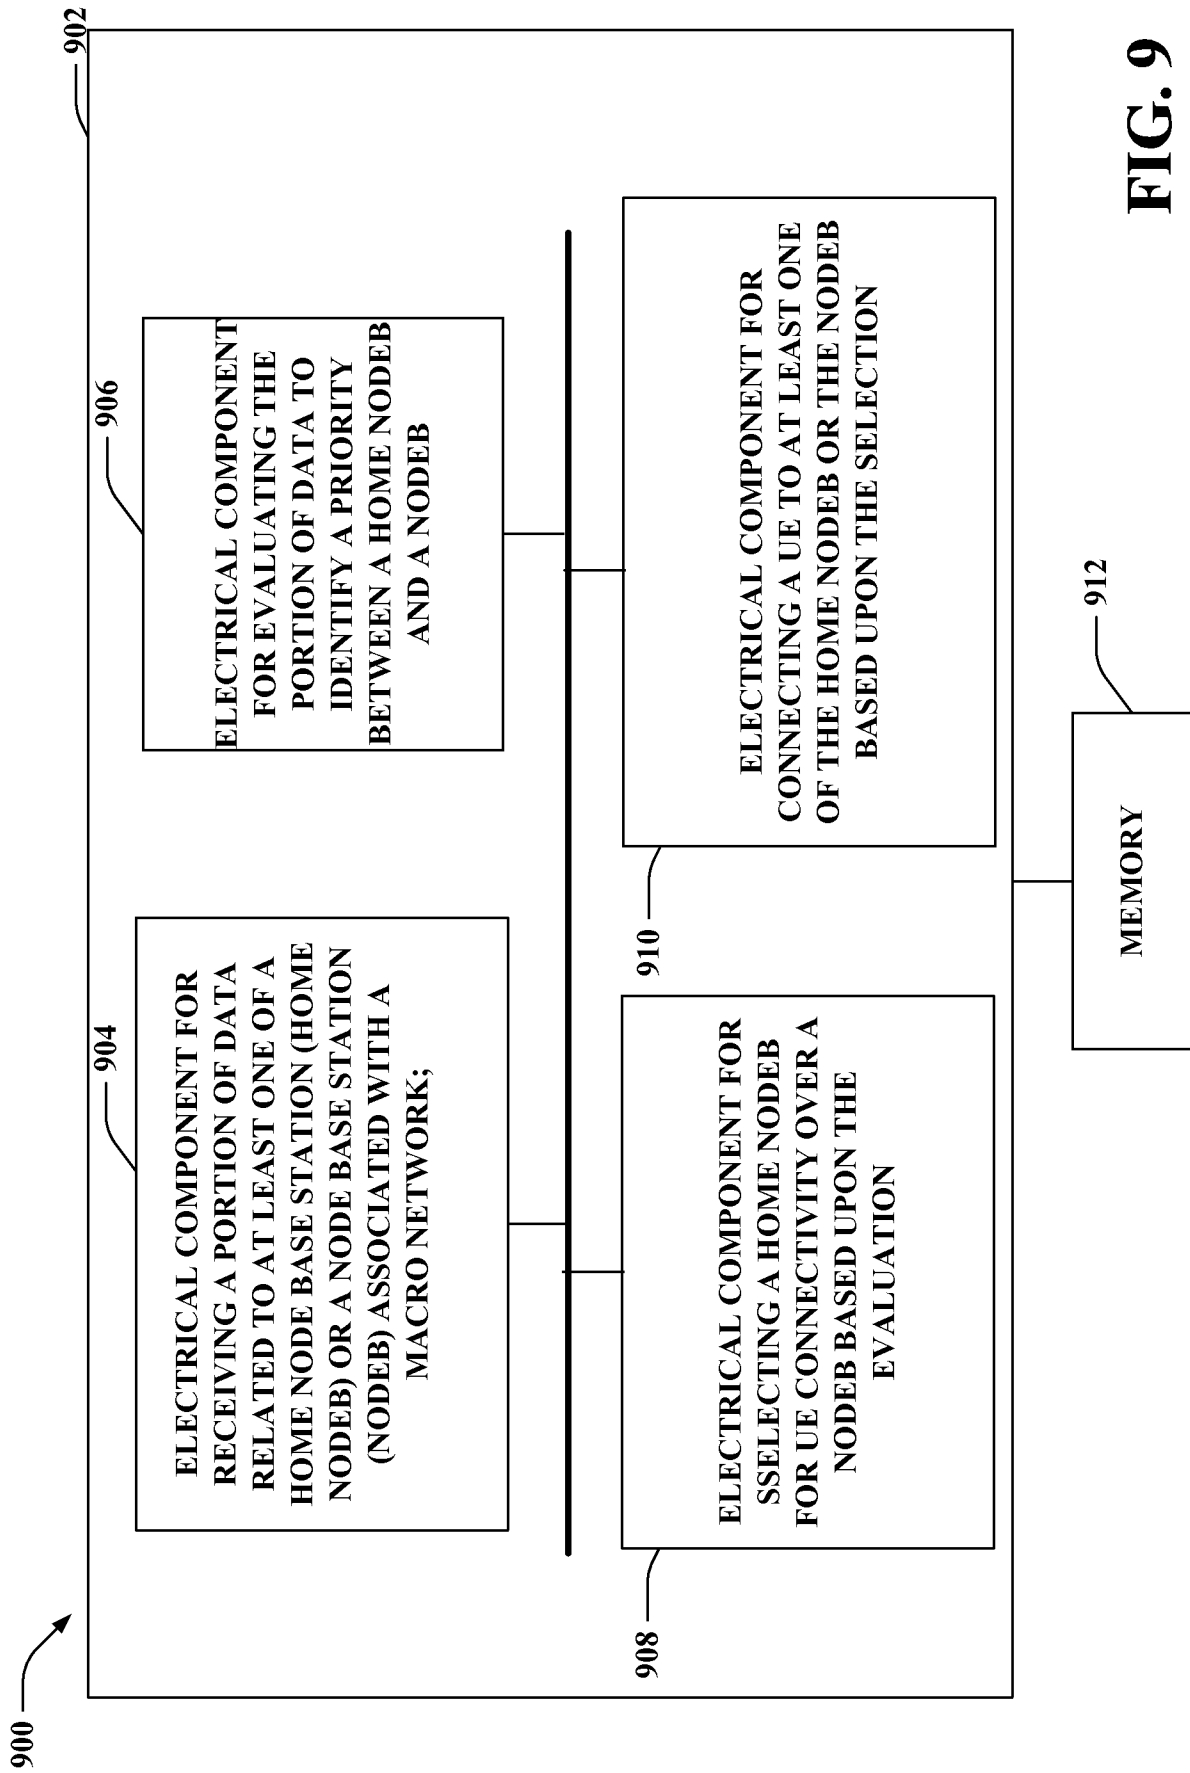 900
902
904
ELECTRICAL COMPONENT FOR
RECEIVING A PORTION OF DATA
RELATED TO AT LEAST ONE OF A
HOME NODE BASE STATION (HOME
NODEB) OR A NODE BASE STATION
(NODEB) ASSOCIATED WITH A
MACRO NETWORK;
906
ELECTRICAL COMPONENT
FOR EVALUATING THE
PORTION OF DATA TO
IDENTIFY A PRIORITY
BETWEEN A HOME NODEB
AND A NODEB
908
ELECTRICAL COMPONENT FOR
SSELECTING A HOME NODEB
FOR UE CONNECTIVITY OVER A
NODEB BASED UPON THE
EVALUATION
910
ELECTRICAL COMPONENT FOR
CONNECTING A UE TO AT LEAST ONE
OF THE HOME NODEB OR THE NODEB
BASED UPON THE SELECTION
912
MEMORY
FIG. 9